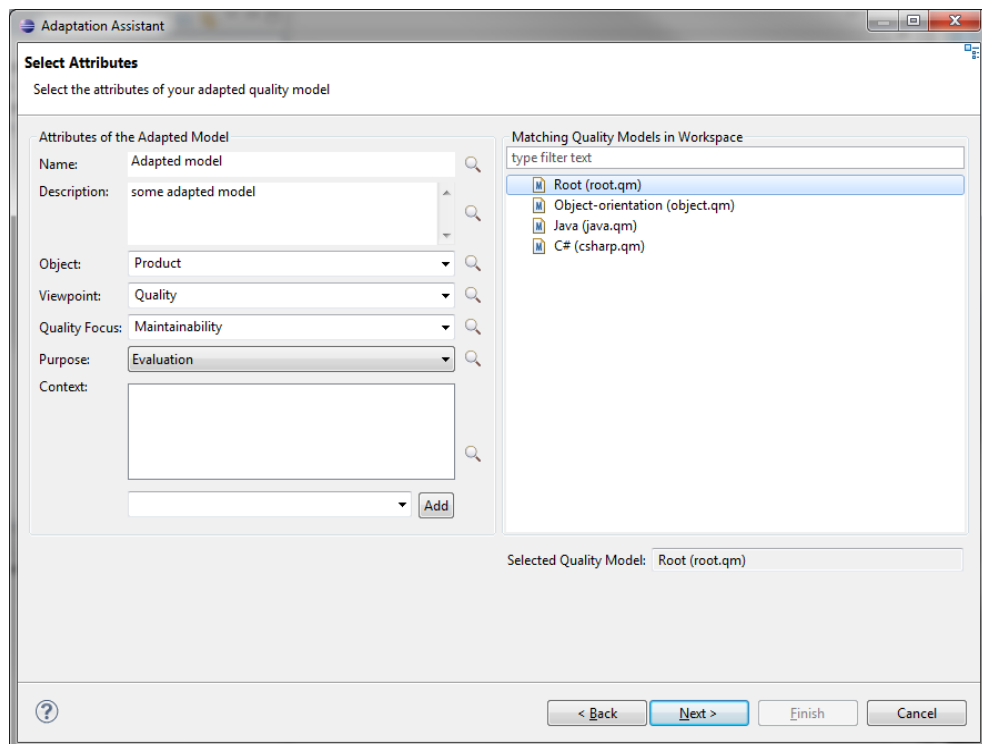 Adaptation Assistant
Select Attributes
Select the attributes of your adapted quality model
Attributes of the Adapted Model
Name: Adapted model
Description: some adapted model
Object: Product
Viewpoint: Quality
Quality Focus: Maintainability
Purpose: Evaluation
Context:
Add
Matching Quality Models in Workspace
type filter text
Root (root.qm)
Object-orientation (object.qm)
Java (java.qm)
C# (csharp.qm)
Selected Quality Model: Root (root.qm)
< Back Next > Finish Cancel